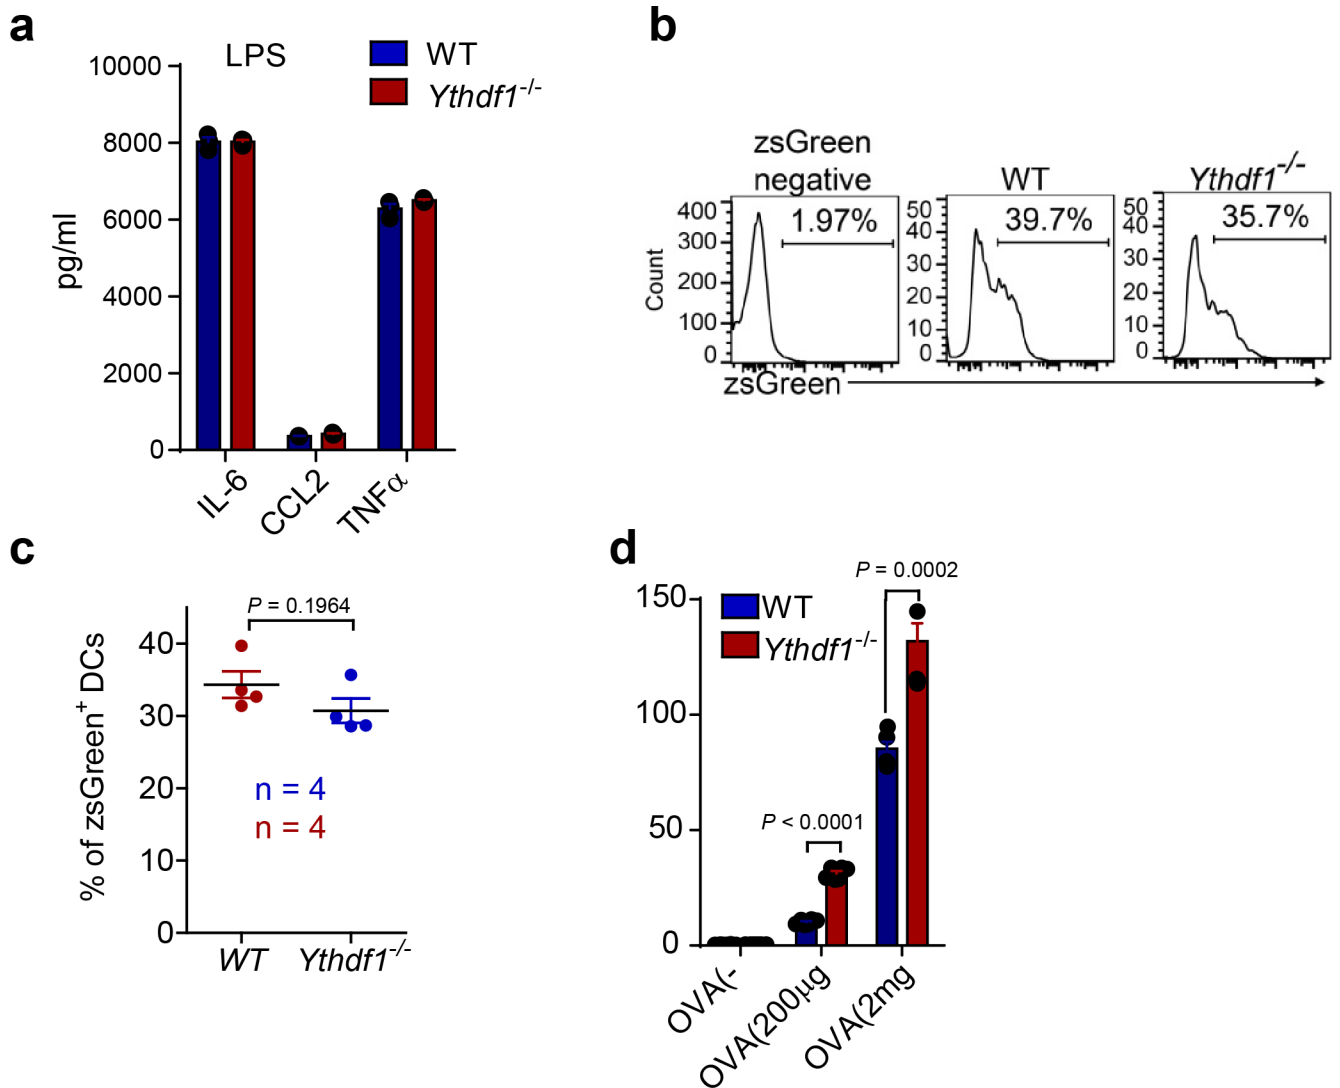 a
LPS
WT
Ythdf1-/-
10000
8000
6000
4000
2000
0
pg/ml
IL-6
CCL2
TNFα
b
zsGreen
negative
WT
Ythdf1-/-
1.97%
39.7%
35.7%
400
300
200
100
0
Count
50
40
30
20
10
0
50
40
30
20
10
0
zsGreen
c
P = 0.1964
40
30
20
10
0
% of zsGreen+ DCs
n = 4
n = 4
WT
Ythdf1-/-
d
P = 0.0002
150
100
50
0
WT
Ythdf1-/-
P < 0.0001
OVA(-
OVA(200μg
OVA(2mg